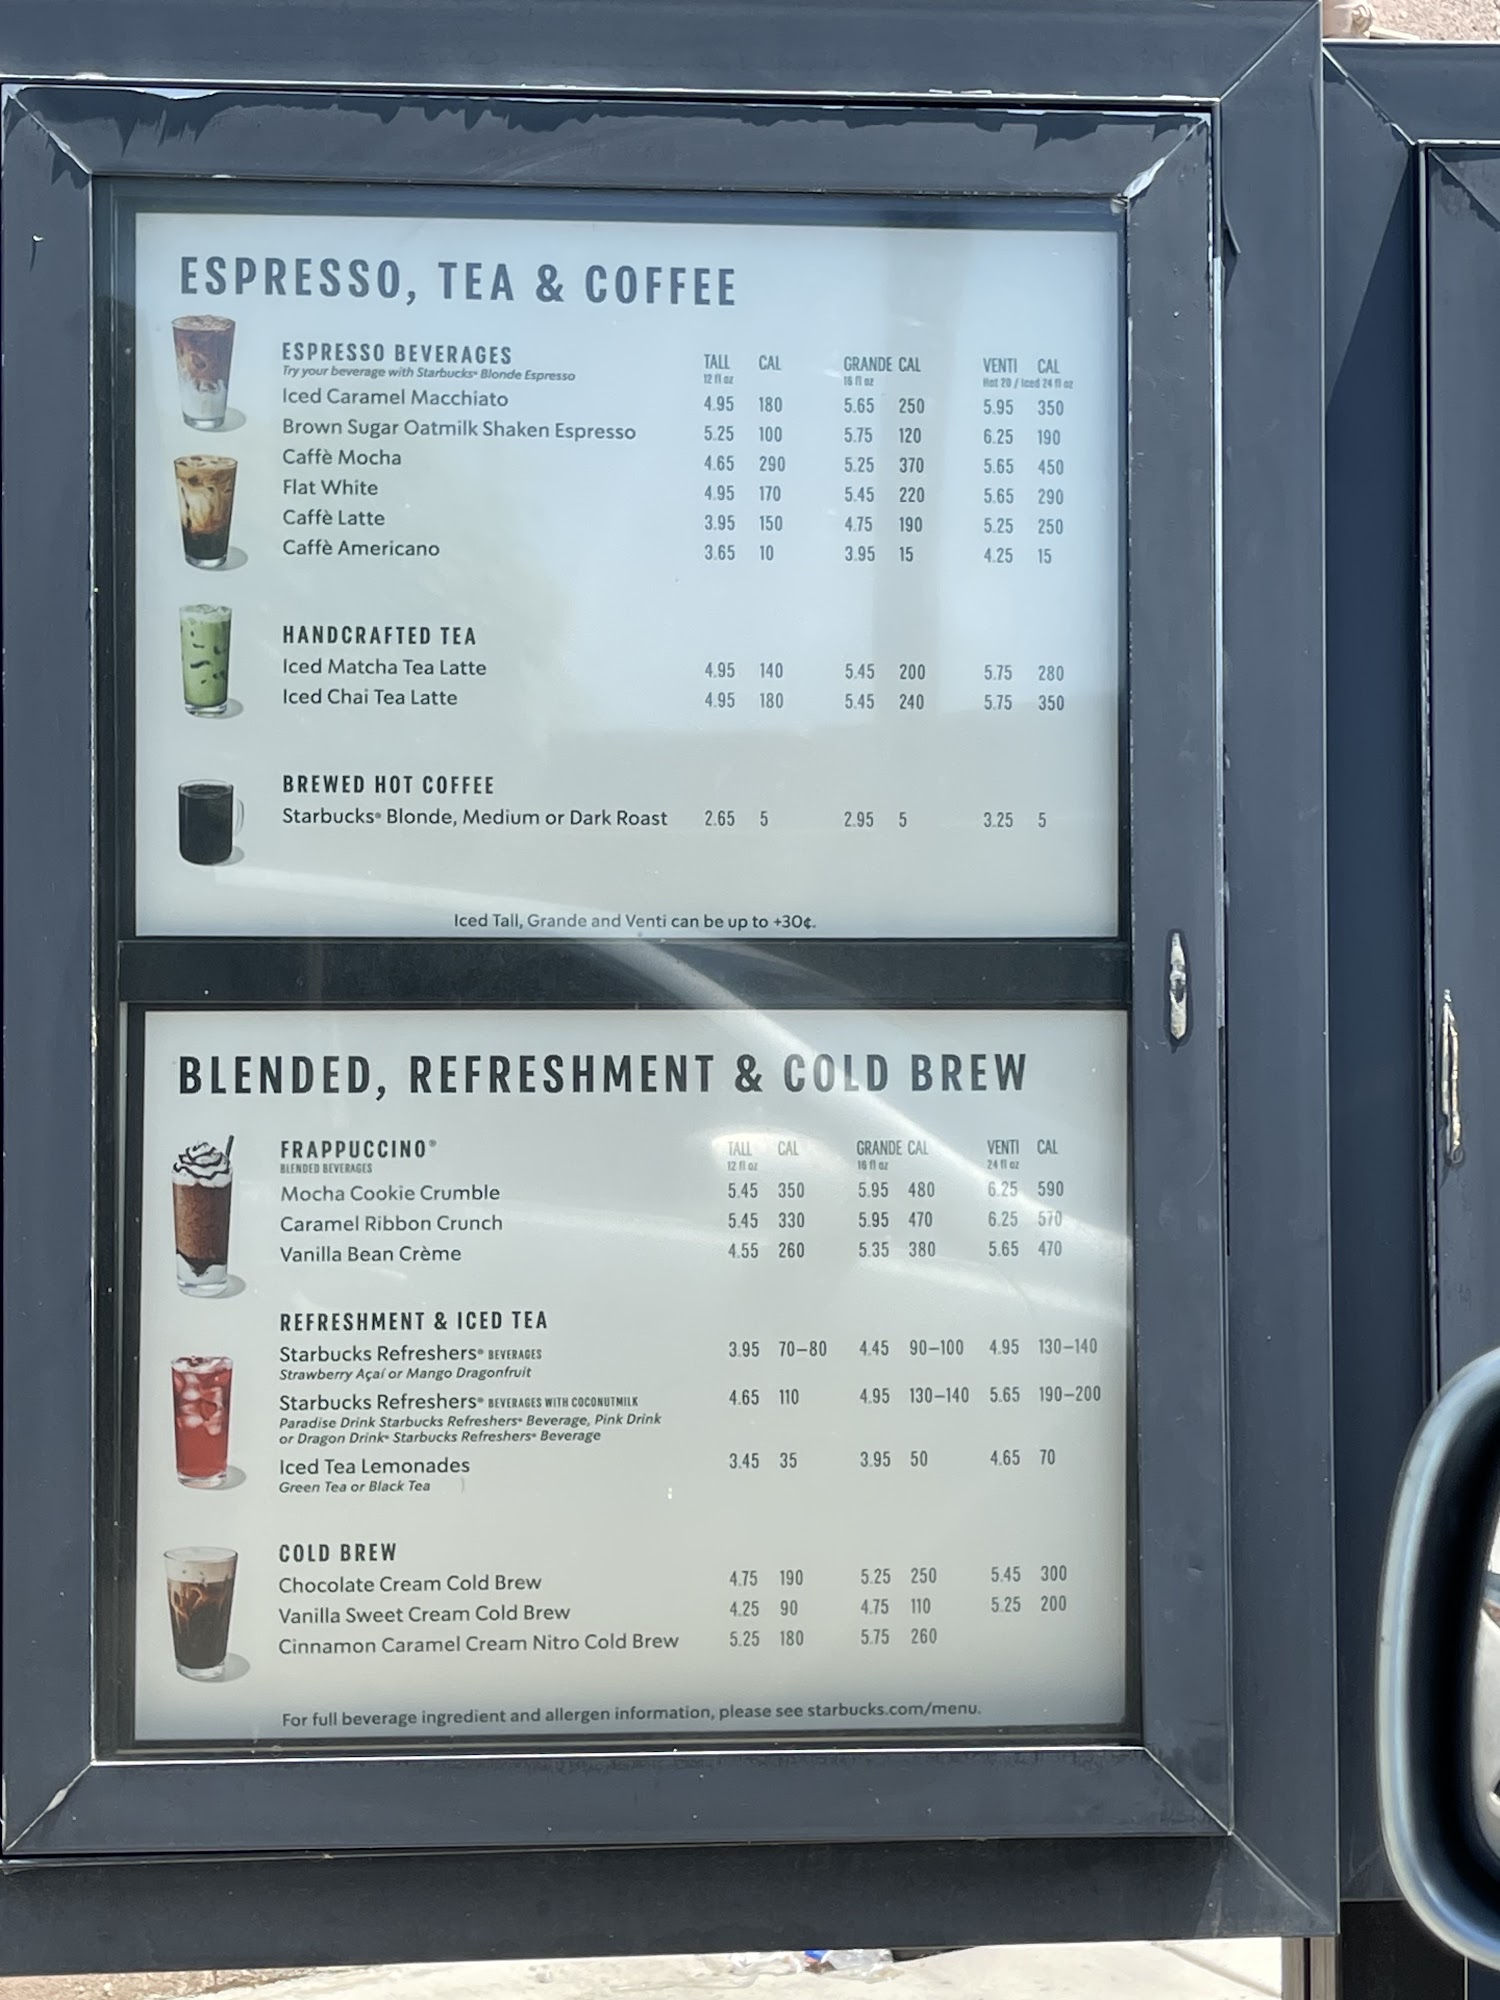 ESPRESSO, TEA & COFFEE
ESPRESSO BEVERAGES TALL CAL GRANDE CAL VENTI CAL
Try your beverage with Starbucks® Blonde Espresso 12 fl oz 16 fl oz Hot 20 / Iced 24 fl oz
Iced Caramel Macchiato 4.95 180 5.65 250 5.95 350
Brown Sugar Oatmilk Shaken Espresso 5.25 100 5.75 120 6.25 190
Caffè Mocha 4.65 290 5.25 370 5.65 450
Flat White 4.95 170 5.45 220 5.65 290
Caffè Latte 3.95 150 4.75 190 5.25 250
Caffè Americano 3.65 10 3.95 15 4.25 15
HANDCRAFTED TEA
Iced Matcha Tea Latte 4.95 140 5.45 200 5.75 280
Iced Chai Tea Latte 4.95 180 5.45 240 5.75 350
BREWED HOT COFFEE
Starbucks® Blonde, Medium or Dark Roast 2.65 5 2.95 5 3.25 5
Iced Tall, Grande and Venti can be up to +30¢.
BLENDED, REFRESHMENT & COLD BREW
FRAPPUCCINO® TALL CAL GRANDE CAL VENTI CAL
BLENDED BEVERAGES 12 fl oz 16 fl oz 24 fl oz
Mocha Cookie Crumble 5.45 350 5.95 480 6.25 590
Caramel Ribbon Crunch 5.45 330 5.95 470 6.25 570
Vanilla Bean Crème 4.55 260 5.35 380 5.65 470
REFRESHMENT & ICED TEA
Starbucks Refreshers® BEVERAGES 3.95 70–80 4.45 90–100 4.95 130–140
Strawberry Açaí or Mango Dragonfruit
Starbucks Refreshers® BEVERAGES WITH COCONUTMILK 4.65 110 4.95 130–140 5.65 190–200
Paradise Drink Starbucks Refreshers® Beverage, Pink Drink
or Dragon Drink® Starbucks Refreshers® Beverage
Iced Tea Lemonades 3.45 35 3.95 50 4.65 70
Green Tea or Black Tea
COLD BREW
Chocolate Cream Cold Brew 4.75 190 5.25 250 5.45 300
Vanilla Sweet Cream Cold Brew 4.25 90 4.75 110 5.25 200
Cinnamon Caramel Cream Nitro Cold Brew 5.25 180 5.75 260
For full beverage ingredient and allergen information, please see starbucks.com/menu.